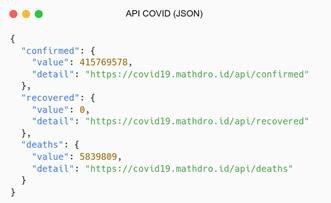 API COVID (JSON)
{
"confirmed": {
"value": 415769578,
"detail": "https://covid19.mathdro.id/api/confirmed"
},
"recovered": {
"value": 0,
"detail": "https://covid19.mathdro.id/api/recovered"
},
"deaths": {
"value": 5839809,
"detail": "https://covid19.mathdro.id/api/deaths"
}
}